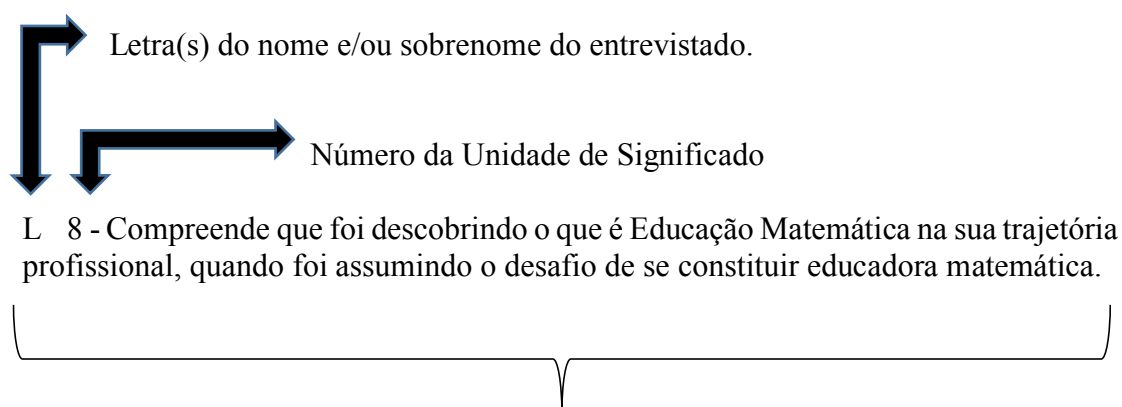 Letra(s) do nome e/ou sobrenome do entrevistado.
Número da Unidade de Significado
L 8 - Compreende que foi descobrindo o que é Educação Matemática na sua trajetória
profissional, quando foi assumindo o desafio de se constituir educadora matemática.